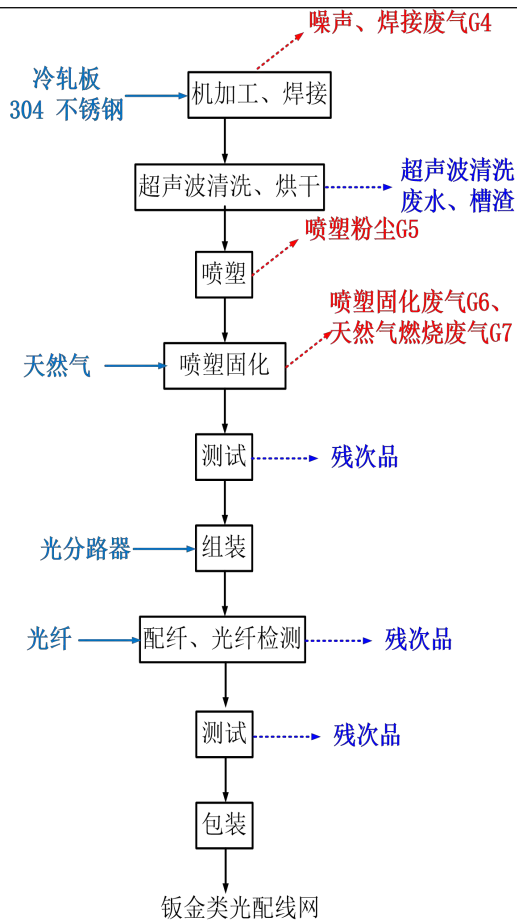 噪声、焊接废气G4
冷轧板
304 不锈钢
机加工、焊接
超声波清洗、烘干
超声波清洗
废水、槽渣
喷塑粉尘G5
喷塑
喷塑固化废气G6、
天然气燃烧废气G7
天然气
喷塑固化
测试
残次品
光分路器
组装
光纤
配纤、光纤检测
残次品
测试
残次品
包装
钣金类光配线网